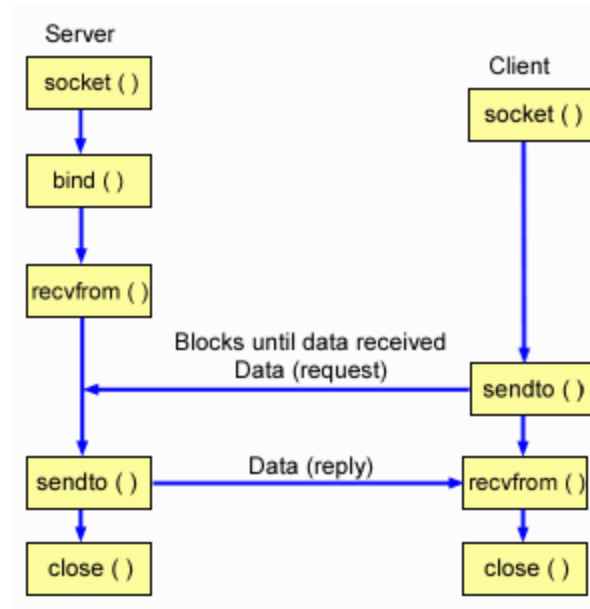 Server
socket ( )
Client
socket ( )
bind ( )
recvfrom ( )
Blocks until data received
Data (request)
sendto ( )
sendto ( )
Data (reply)
recvfrom ( )
close ( )
close ( )